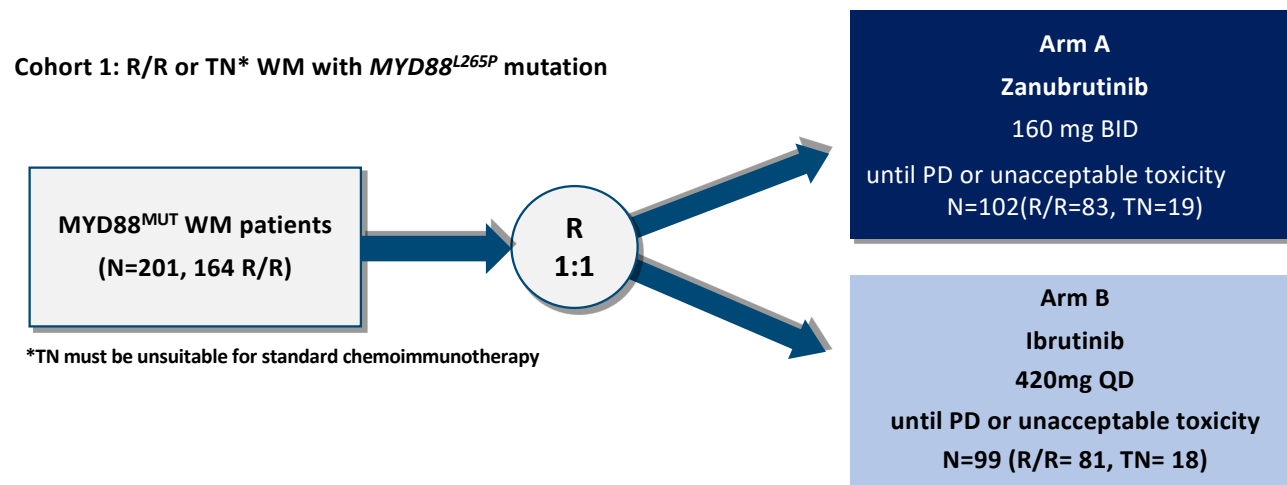 Cohort 1: R/R or TN* WM with MYD88L265P mutation
MYD88MUT WM patients
(N=201, 164 R/R)
*TN must be unsuitable for standard chemoimmunotherapy
R
1:1
Arm A
Zanubrutinib
160 mg BID
until PD or unacceptable toxicity
N=102(R/R=83, TN=19)
Arm B
Ibrutinib
420mg QD
until PD or unacceptable toxicity
N=99 (R/R= 81, TN= 18)